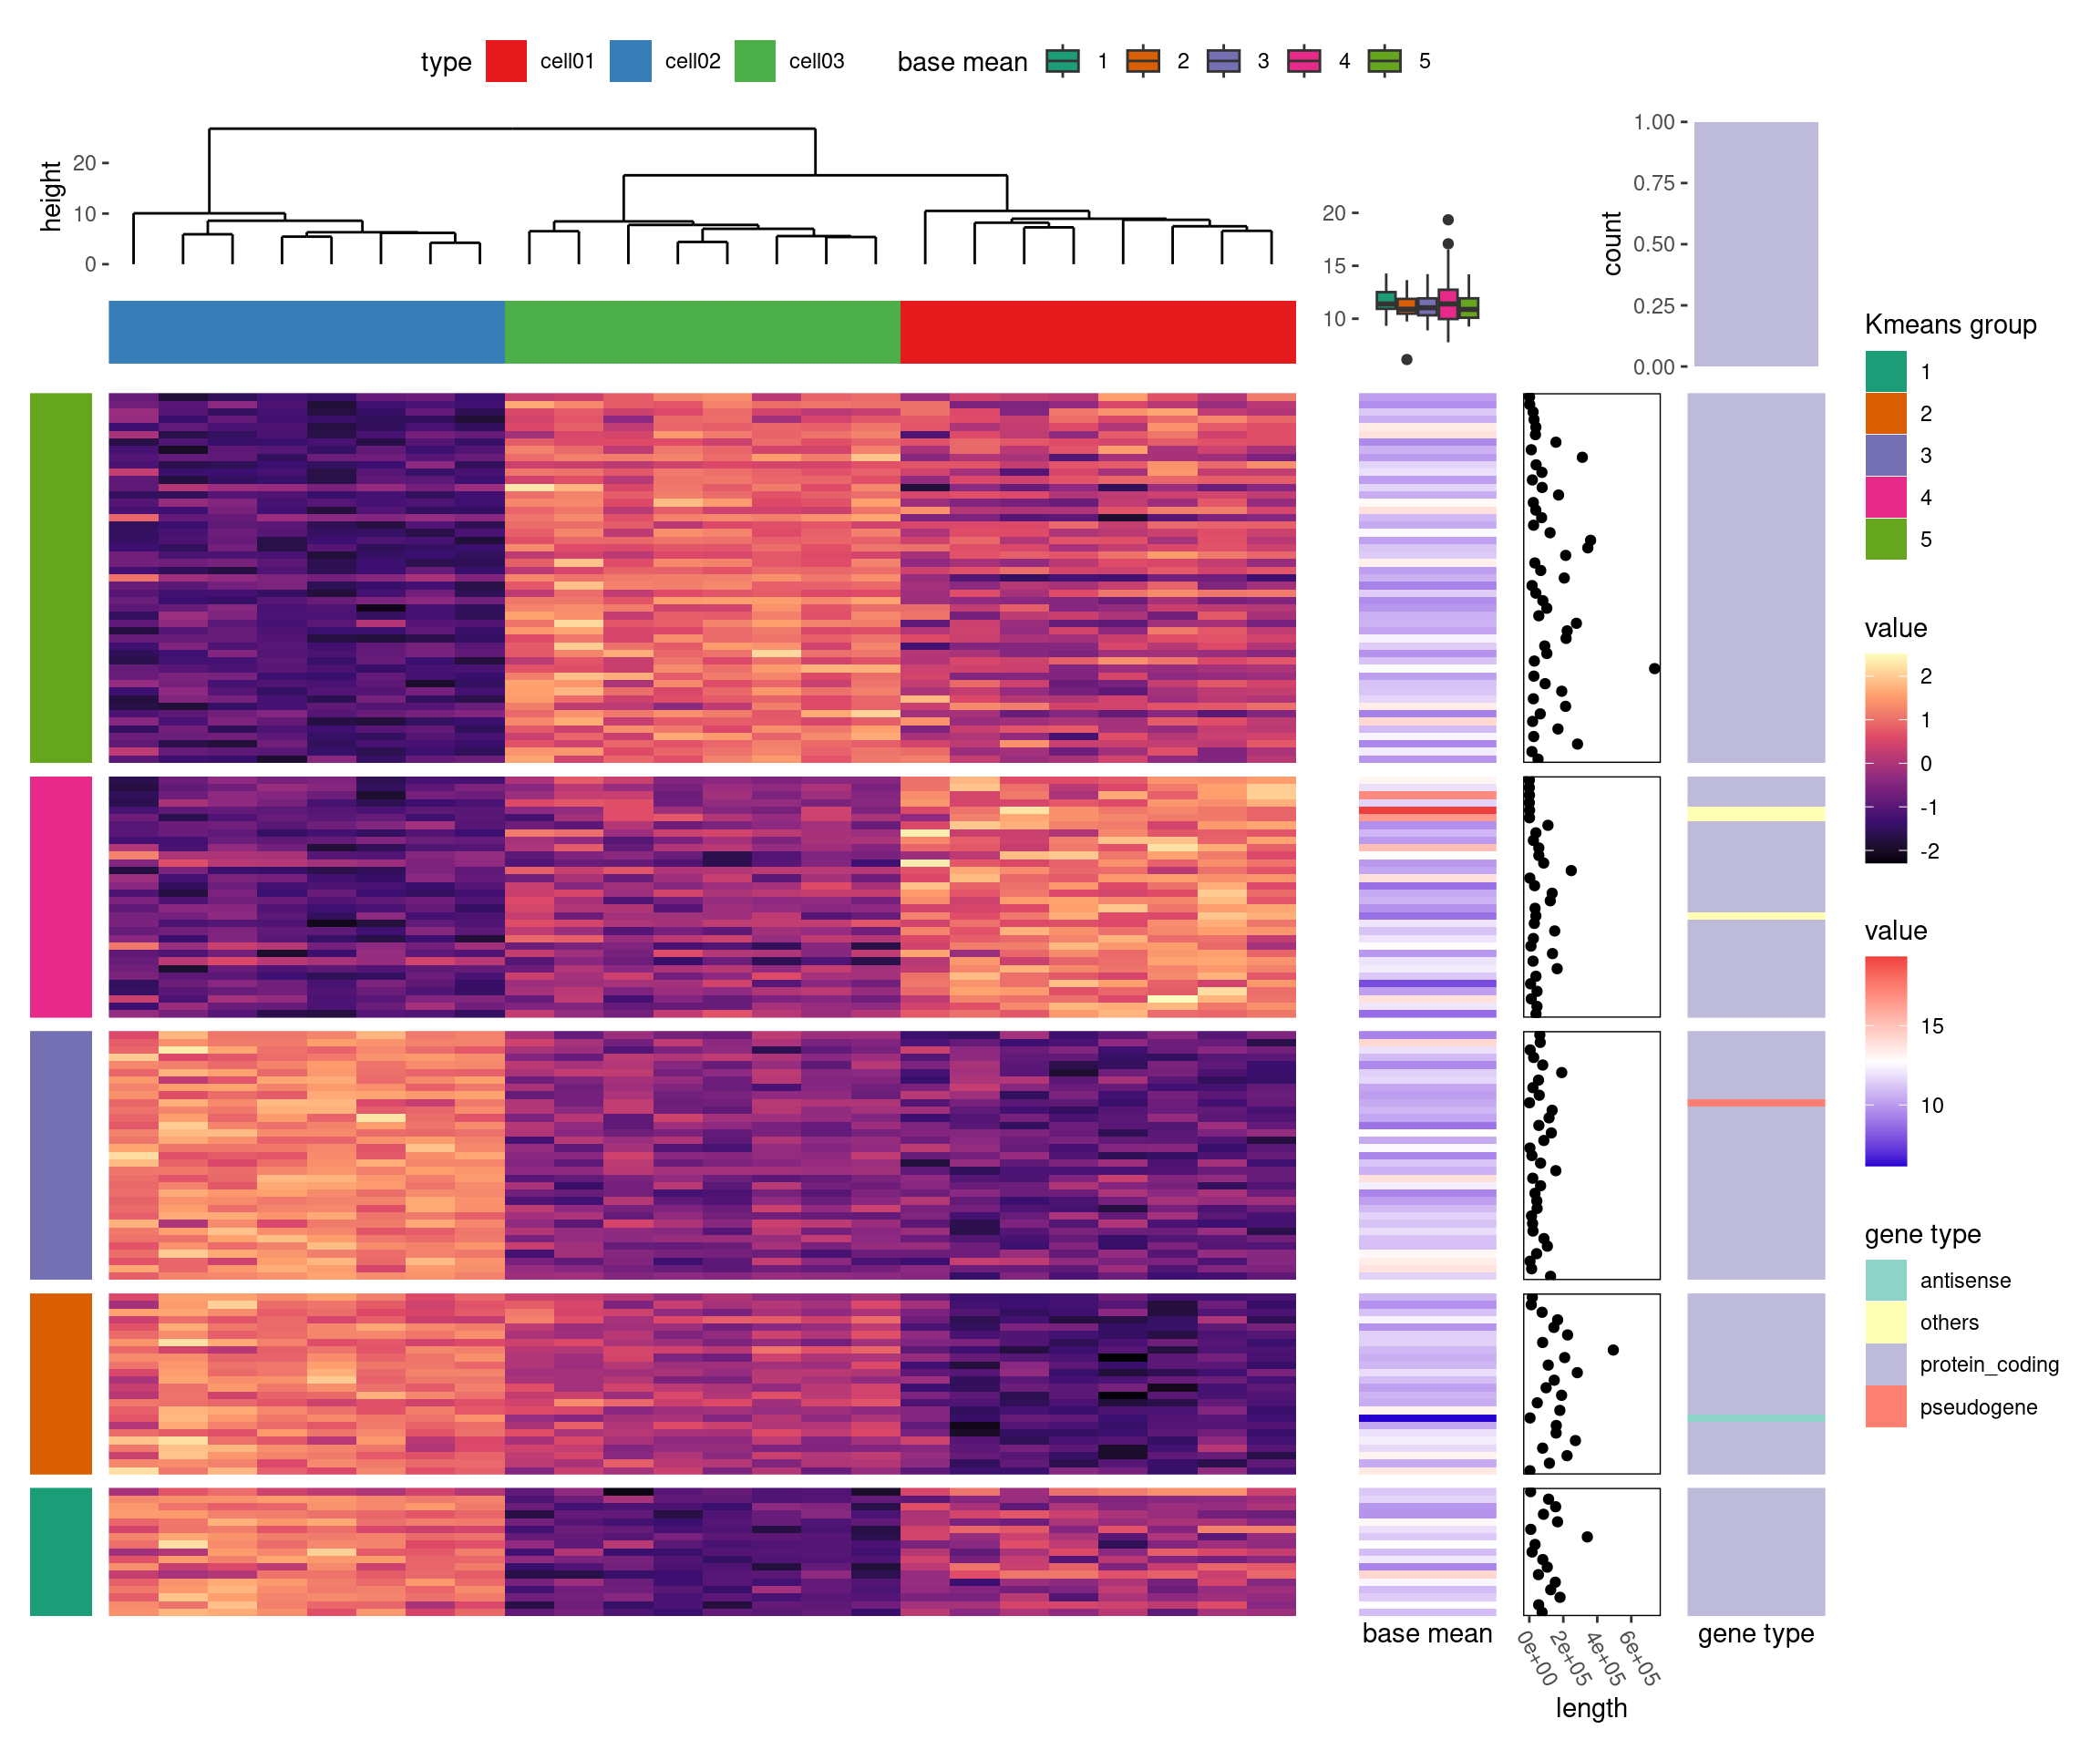 type cell01 cell02 cell03 base mean 1 2 3 4 5
height
20
10
0
20
15
10
count
1.00
0.75
0.50
0.25
0.00
Kmeans group
1
2
3
4
5
value
2
1
0
-1
-2
value
15
10
gene type
antisense
others
protein_coding
pseudogene
base mean
0e+00
2e+05
4e+05
6e+05
length
gene type